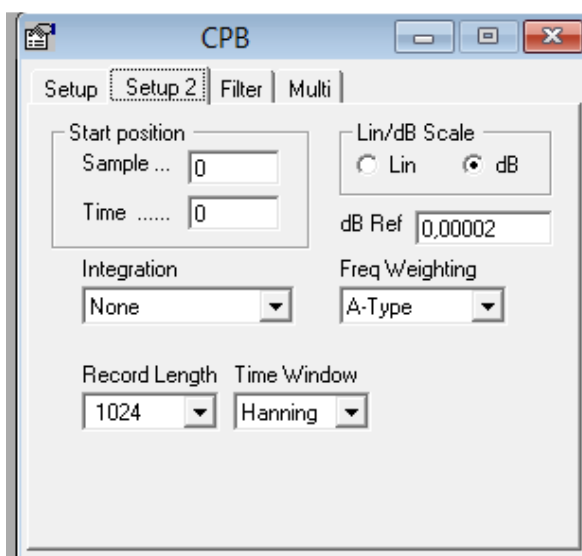 CPB
Setup Setup 2 Filter Multi
Start position
Sample ... 0
Time ...... 0
Lin/dB Scale
Lin dB
dB Ref 0,00002
Integration
None
Freq Weighting
A-Type
Record Length Time Window
1024 Hanning